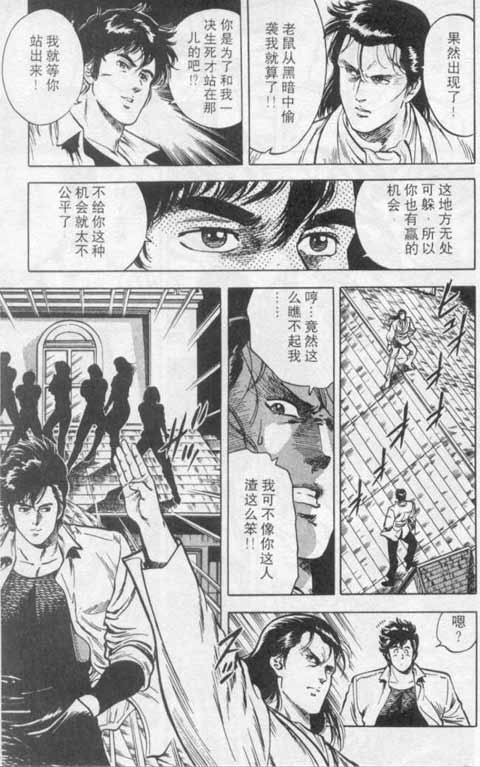 果然出现了!
老鼠从黑暗中偷
袭我就算了!!
你是为了和我一
决生死才站在那
儿的吧!?
我就等你
站出来!
这地方无处
可躲．所以
你也有赢的
机会．
不给你这种
机会就太不
公平了．
哼…竟然这
么瞧不起我
……
我可不像你这人
渣这么笨!!
嗯?